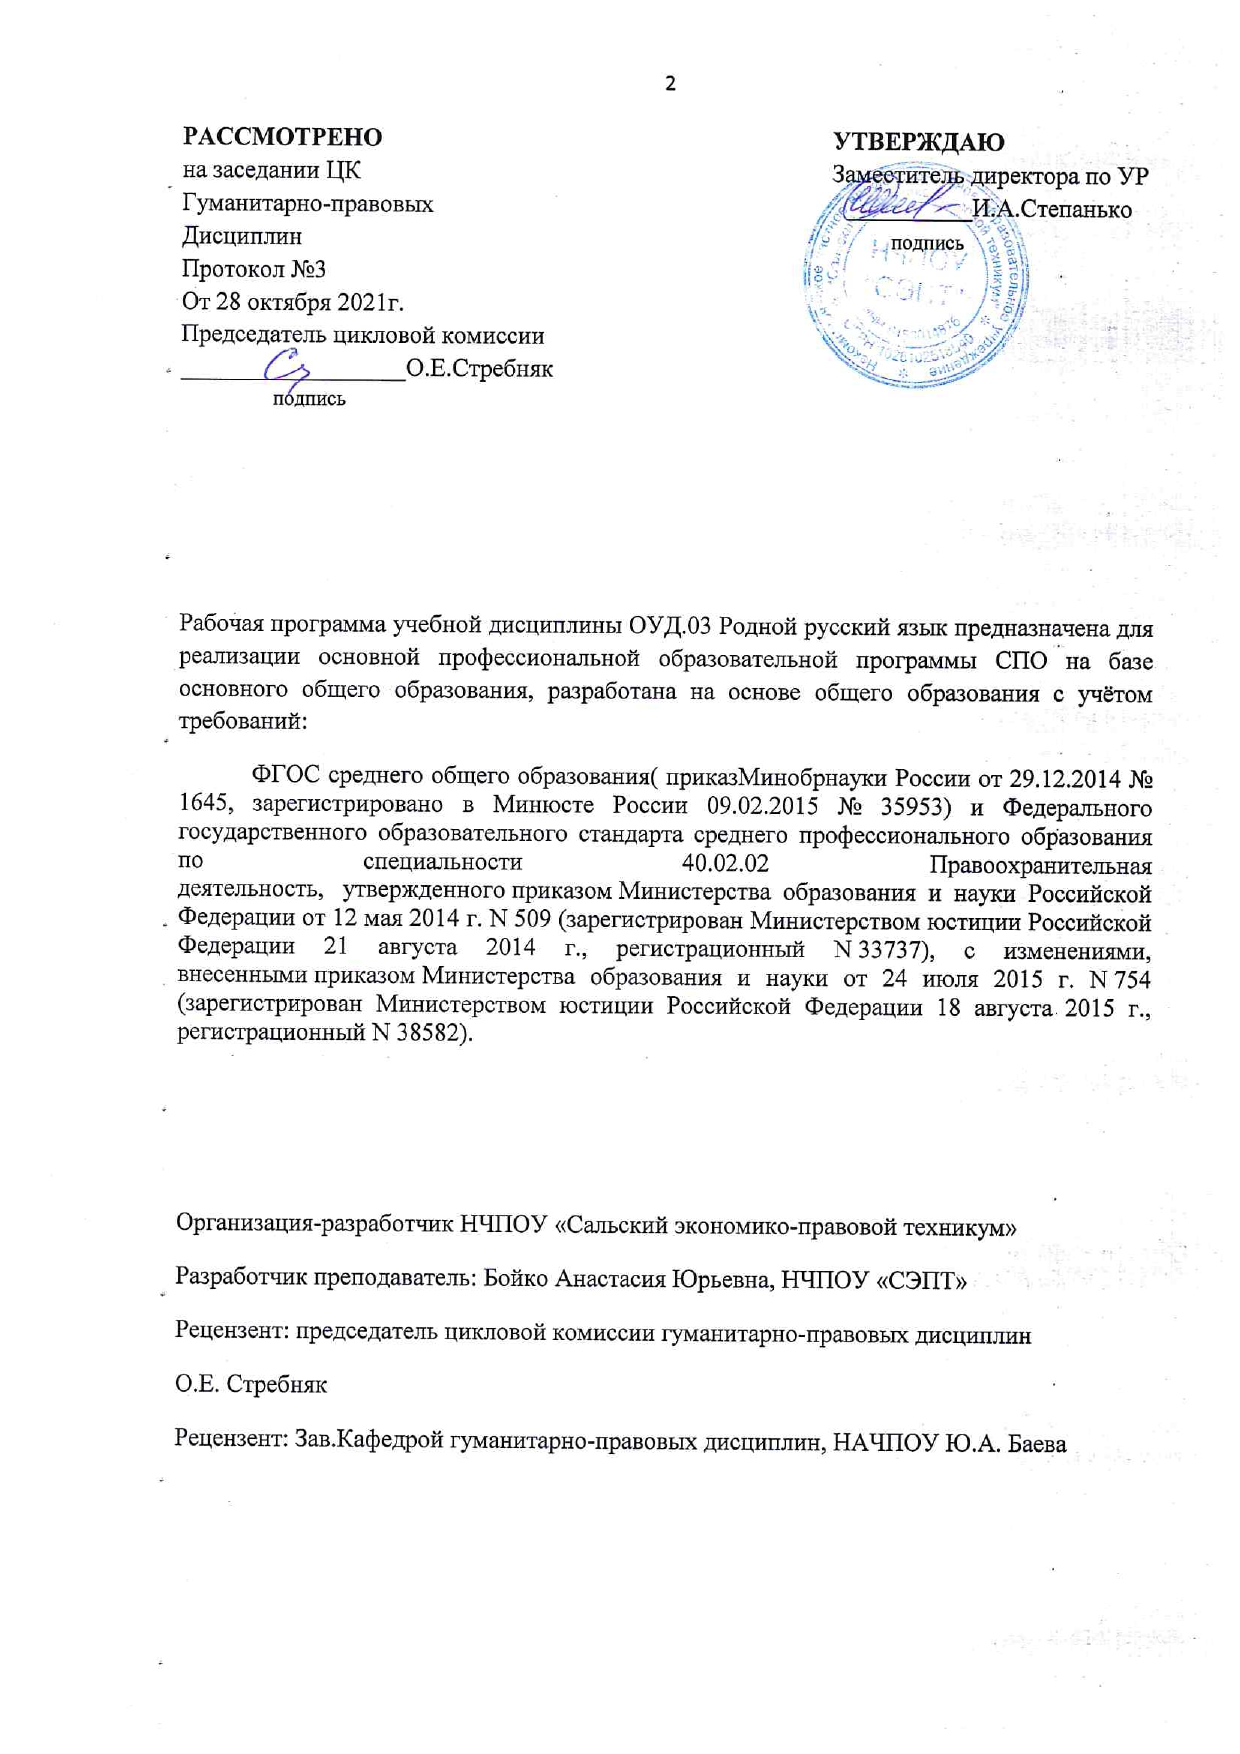 2
РАССМОТРЕНО
на заседании ЦК
Гуманитарно-правовых
Дисциплин
Протокол №3
От 28 октября 2021г.
Председатель цикловой комиссии
О.Е.Стребняк
подпись
УТВЕРЖДАЮ
Заместитель директора по УР
И.А.Степанько
подпись
НЧПОУ
Рабочая программа учебной дисциплины ОУД.03 Родной русский язык предназначена для
реализации основной профессиональной образовательной программы СПО на базе
основного общего образования, разработана на основе общего образования с учётом
требований:
ФГОС среднего общего образования( приказМинобрнауки России от 29.12.2014 №
1645, зарегистрировано в Минюсте России 09.02.2015 № 35953) и Федерального
государственного образовательного стандарта среднего профессионального образования
по специальности 40.02.02 Правоохранительная
деятельность, утвержденного приказом Министерства образования и науки Российской
Федерации от 12 мая 2014 г. N 509 (зарегистрирован Министерством юстиции Российской
Федерации 21 августа 2014 г., регистрационный N 33737), с изменениями,
внесенными приказом Министерства образования и науки от 24 июля 2015 г. N 754
(зарегистрирован Министерством юстиции Российской Федерации 18 августа 2015 г.,
регистрационный N 38582).
Организация-разработчик НЧПОУ «Сальский экономико-правовой техникум»
Разработчик преподаватель: Бойко Анастасия Юрьевна, НЧПОУ «СЭПТ»
Рецензент: председатель цикловой комиссии гуманитарно-правовых дисциплин
О.Е. Стребняк
Рецензент: Зав.Кафедрой гуманитарно-правовых дисциплин, НАЧПОУ Ю.А. Баева